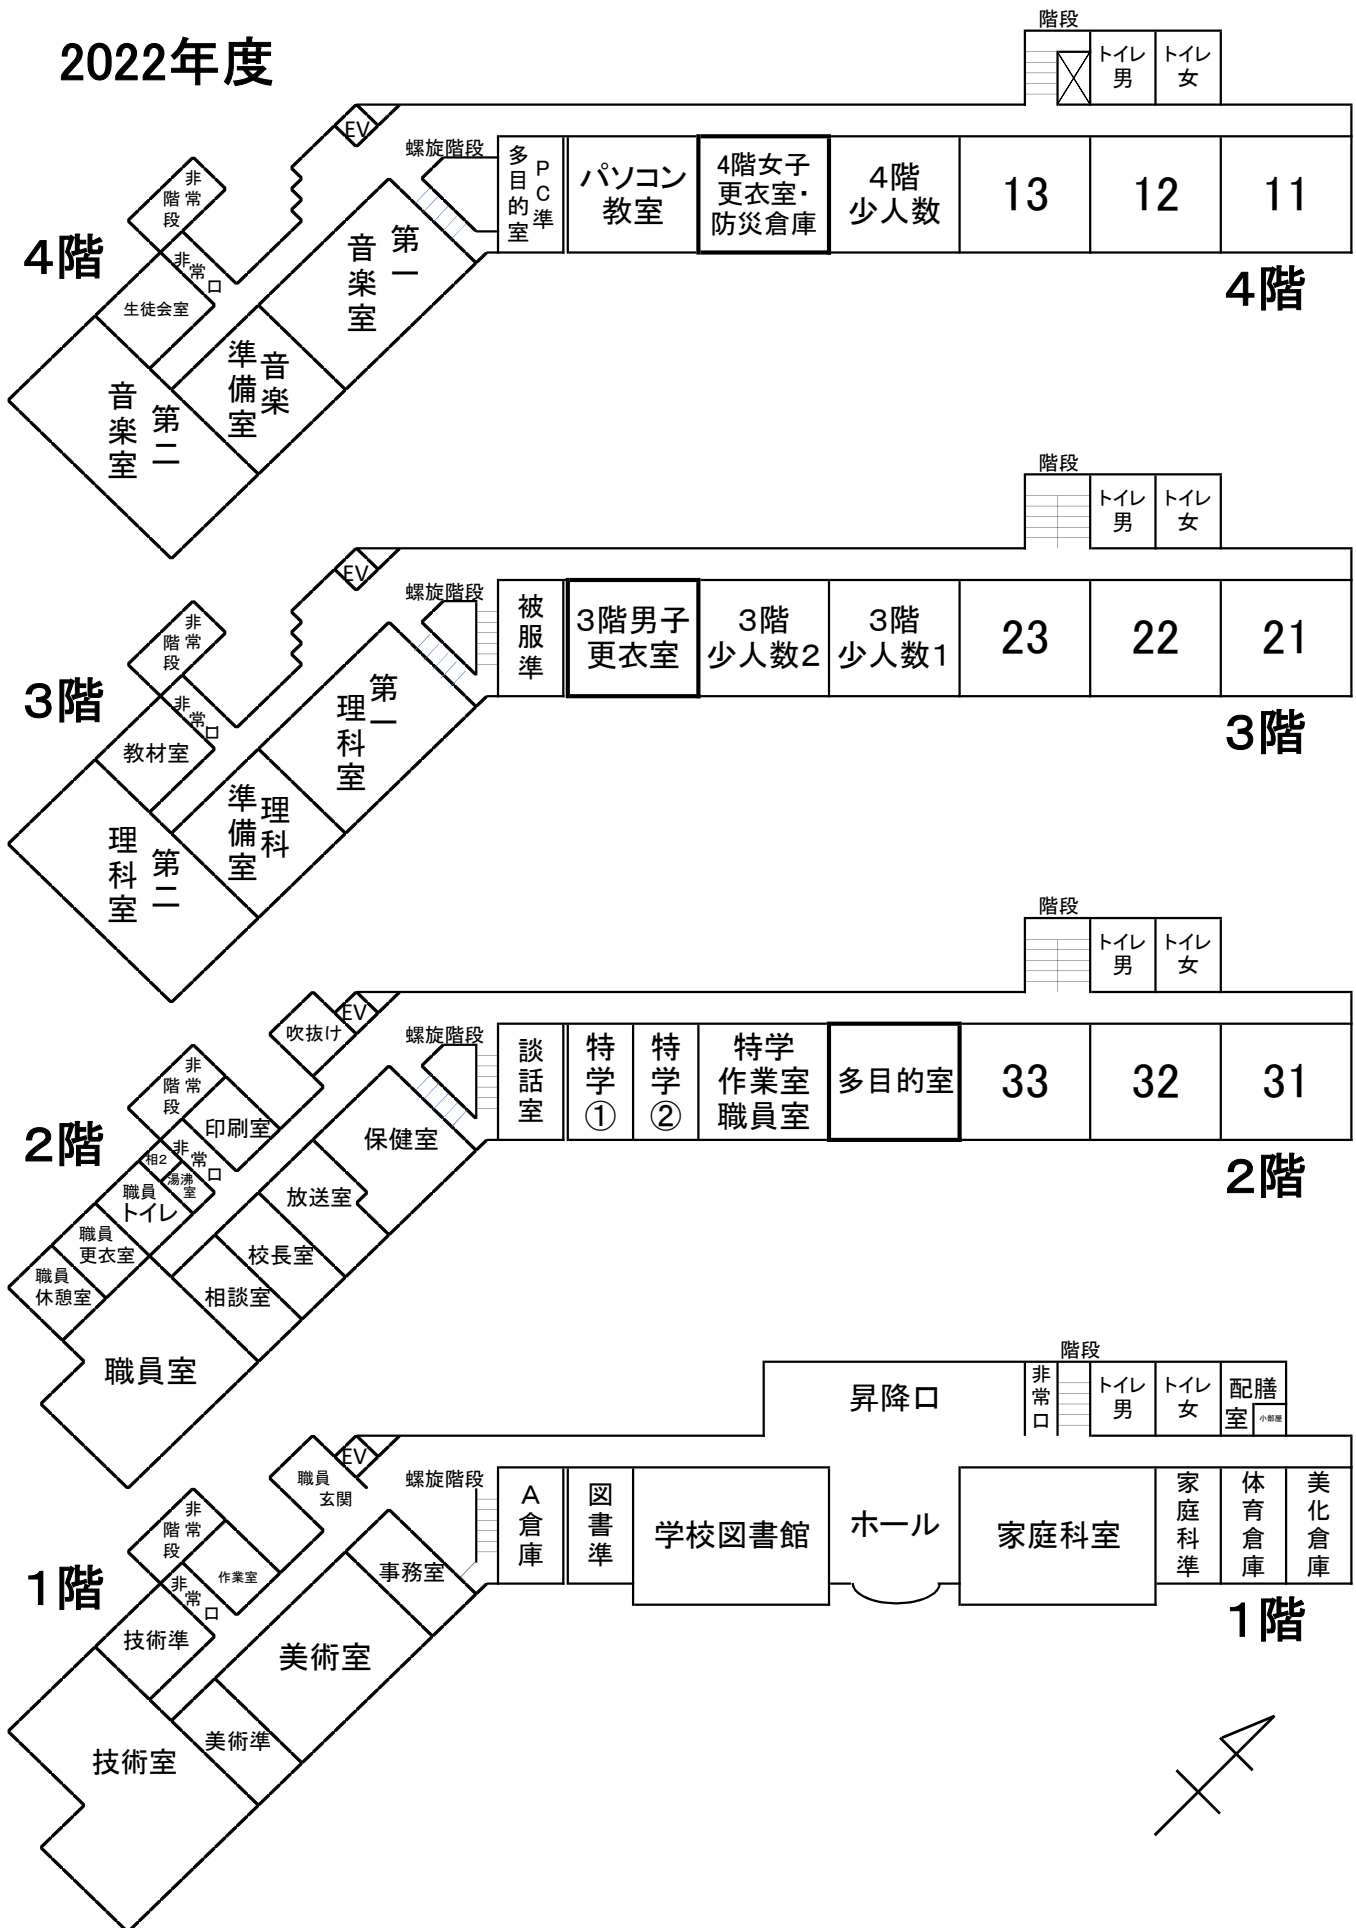 2022年度
階段
トイレ
男
トイレ
女
EV
螺旋階段
非常
階段
非常口
4階
生徒会室
第二
音楽室
音楽
準備室
第一
音楽室
PC準
多目的室
パソコン
教室
4階女子
更衣室・
防災倉庫
4階
少人数
13
12
11
4階
階段
トイレ
男
トイレ
女
EV
螺旋階段
非常
階段
非常口
3階
教材室
第二
理科室
理科
準備室
第一
理科室
被服準
3階男子
更衣室
3階
少人数2
3階
少人数1
23
22
21
3階
階段
トイレ
男
トイレ
女
吹抜け
EV
螺旋階段
非常
階段
印刷室
非常口
2階
相2
湯沸
室
職員
トイレ
職員
更衣室
職員
休憩室
職員室
相談室
校長室
放送室
保健室
談話室
特学①
特学②
特学
作業室
職員室
多目的室
33
32
31
2階
階段
昇降口
非常口
トイレ
男
トイレ
女
配膳
室
小部屋
職員
玄関
EV
螺旋階段
非常
階段
作業室
非常口
1階
技術準
技術室
美術準
美術室
事務室
A倉庫
図書準
学校図書館
ホール
家庭科室
家庭科準
体育倉庫
美化倉庫
1階